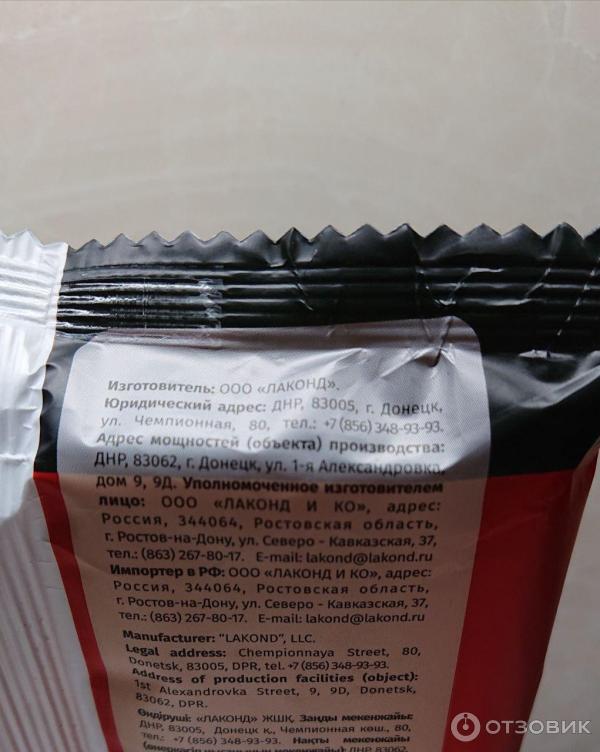 Изготовитель: ООО «ЛАКОНД».
Юридический адрес: ДНР, 83005, г. Донецк,
ул. Чемпионная, 80, тел.: +7 (856) 348-93-93.
Адрес мощностей (объекта) производства:
ДНР, 83062, г. Донецк, ул. 1-я Александровка,
дом 9, 9Д. Уполномоченное изготовителем
лицо: ООО «ЛАКОНД И КО», адрес:
Россия, 344064, Ростовская область,
г. Ростов-на-Дону, ул. Северо - Кавказская, 37,
тел.: (863) 267-80-17. E-mail: lakond@lakond.ru
Импортер в РФ: ООО «ЛАКОНД И КО», адрес:
Россия, 344064, Ростовская область,
г. Ростов-на-Дону, ул. Северо - Кавказская, 37,
тел.: (863) 267-80-17. E-mail: lakond@lakond.ru
Manufacturer: "LAKOND", LLC.
Legal address: Chempionnaya Street, 80,
Donetsk, 83005, DPR, tel. +7 (856) 348-93-93.
Address of production facilities (object):
1st Alexandrovka Street, 9, 9D, Donetsk,
83062, DPR.
Өндіруші: «ЛАКОНД» ЖШҚ. Заңды мекенжайы:
ДНР, 83005, Донецк қ., Чемпионная көш., 80,
тел.: +7 (856) 348-93-93. Нақты мекенжайы
ДНР, 83062,
ОТЗОВИК